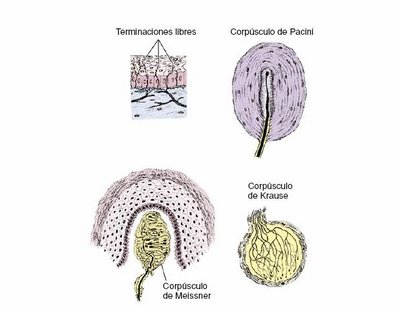 Terminaciones libres
Corpúsculo de Pacini
Corpúsculo
de Krause
Corpúsculo
de Meissner